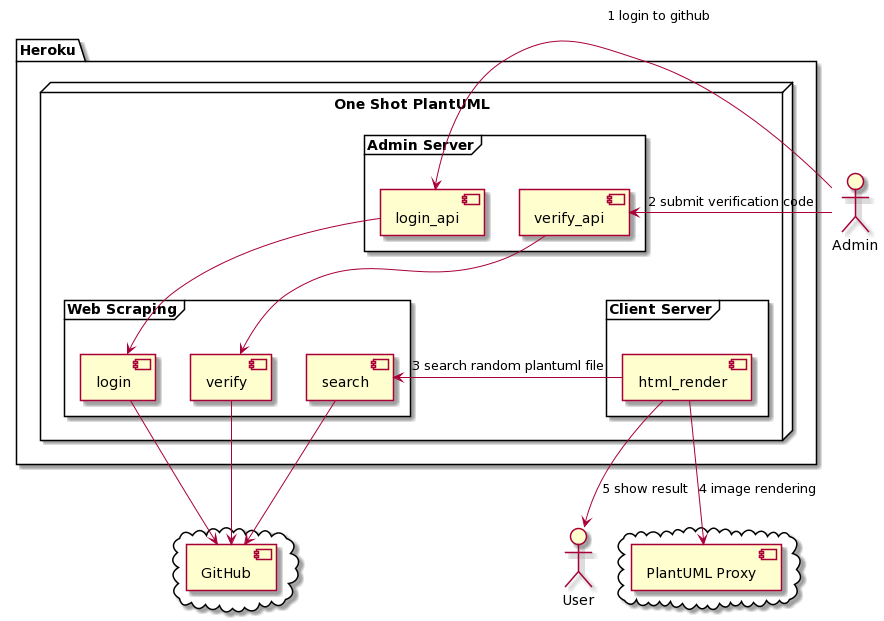 1 login to github
Heroku
One Shot PlantUML
Admin Server
login_api
verify_api
2 submit verification code
Admin
Web Scraping
Client Server
login
verify
search
3 search random plantuml file
html_render
5 show result
4 image rendering
GitHub
User
PlantUML Proxy